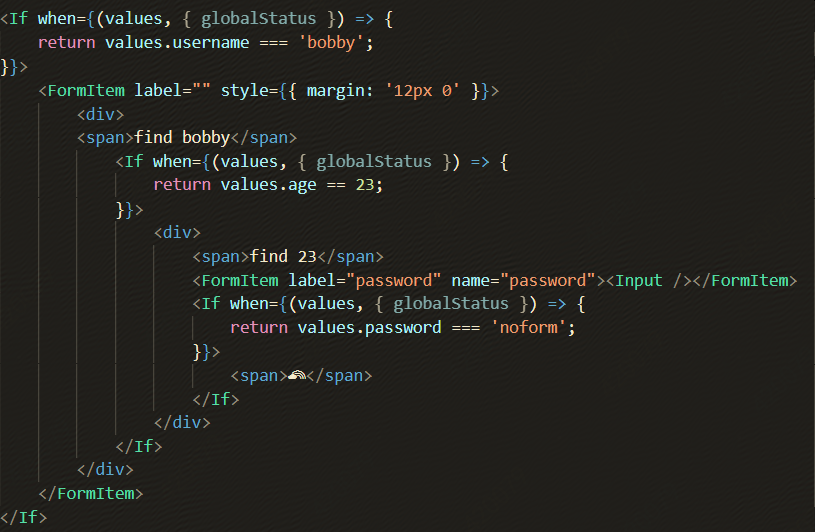 <If when={(values, { globalStatus }) => {
    return values.username === 'bobby';
}}>
    <FormItem label="" style={{ margin: '12px 0' }}>
        <div>
        <span>find bobby</span>
            <If when={(values, { globalStatus }) => {
                return values.age == 23;
            }}>
                <div>
                    <span>find 23</span>
                    <FormItem label="password" name="password"><Input /></FormItem>
                    <If when={(values, { globalStatus }) => {
                        return values.password === 'noform';
                    }}>
                        <span>🌈</span>
                    </If>
                </div>
            </If>
        </div>
    </FormItem>
</If>